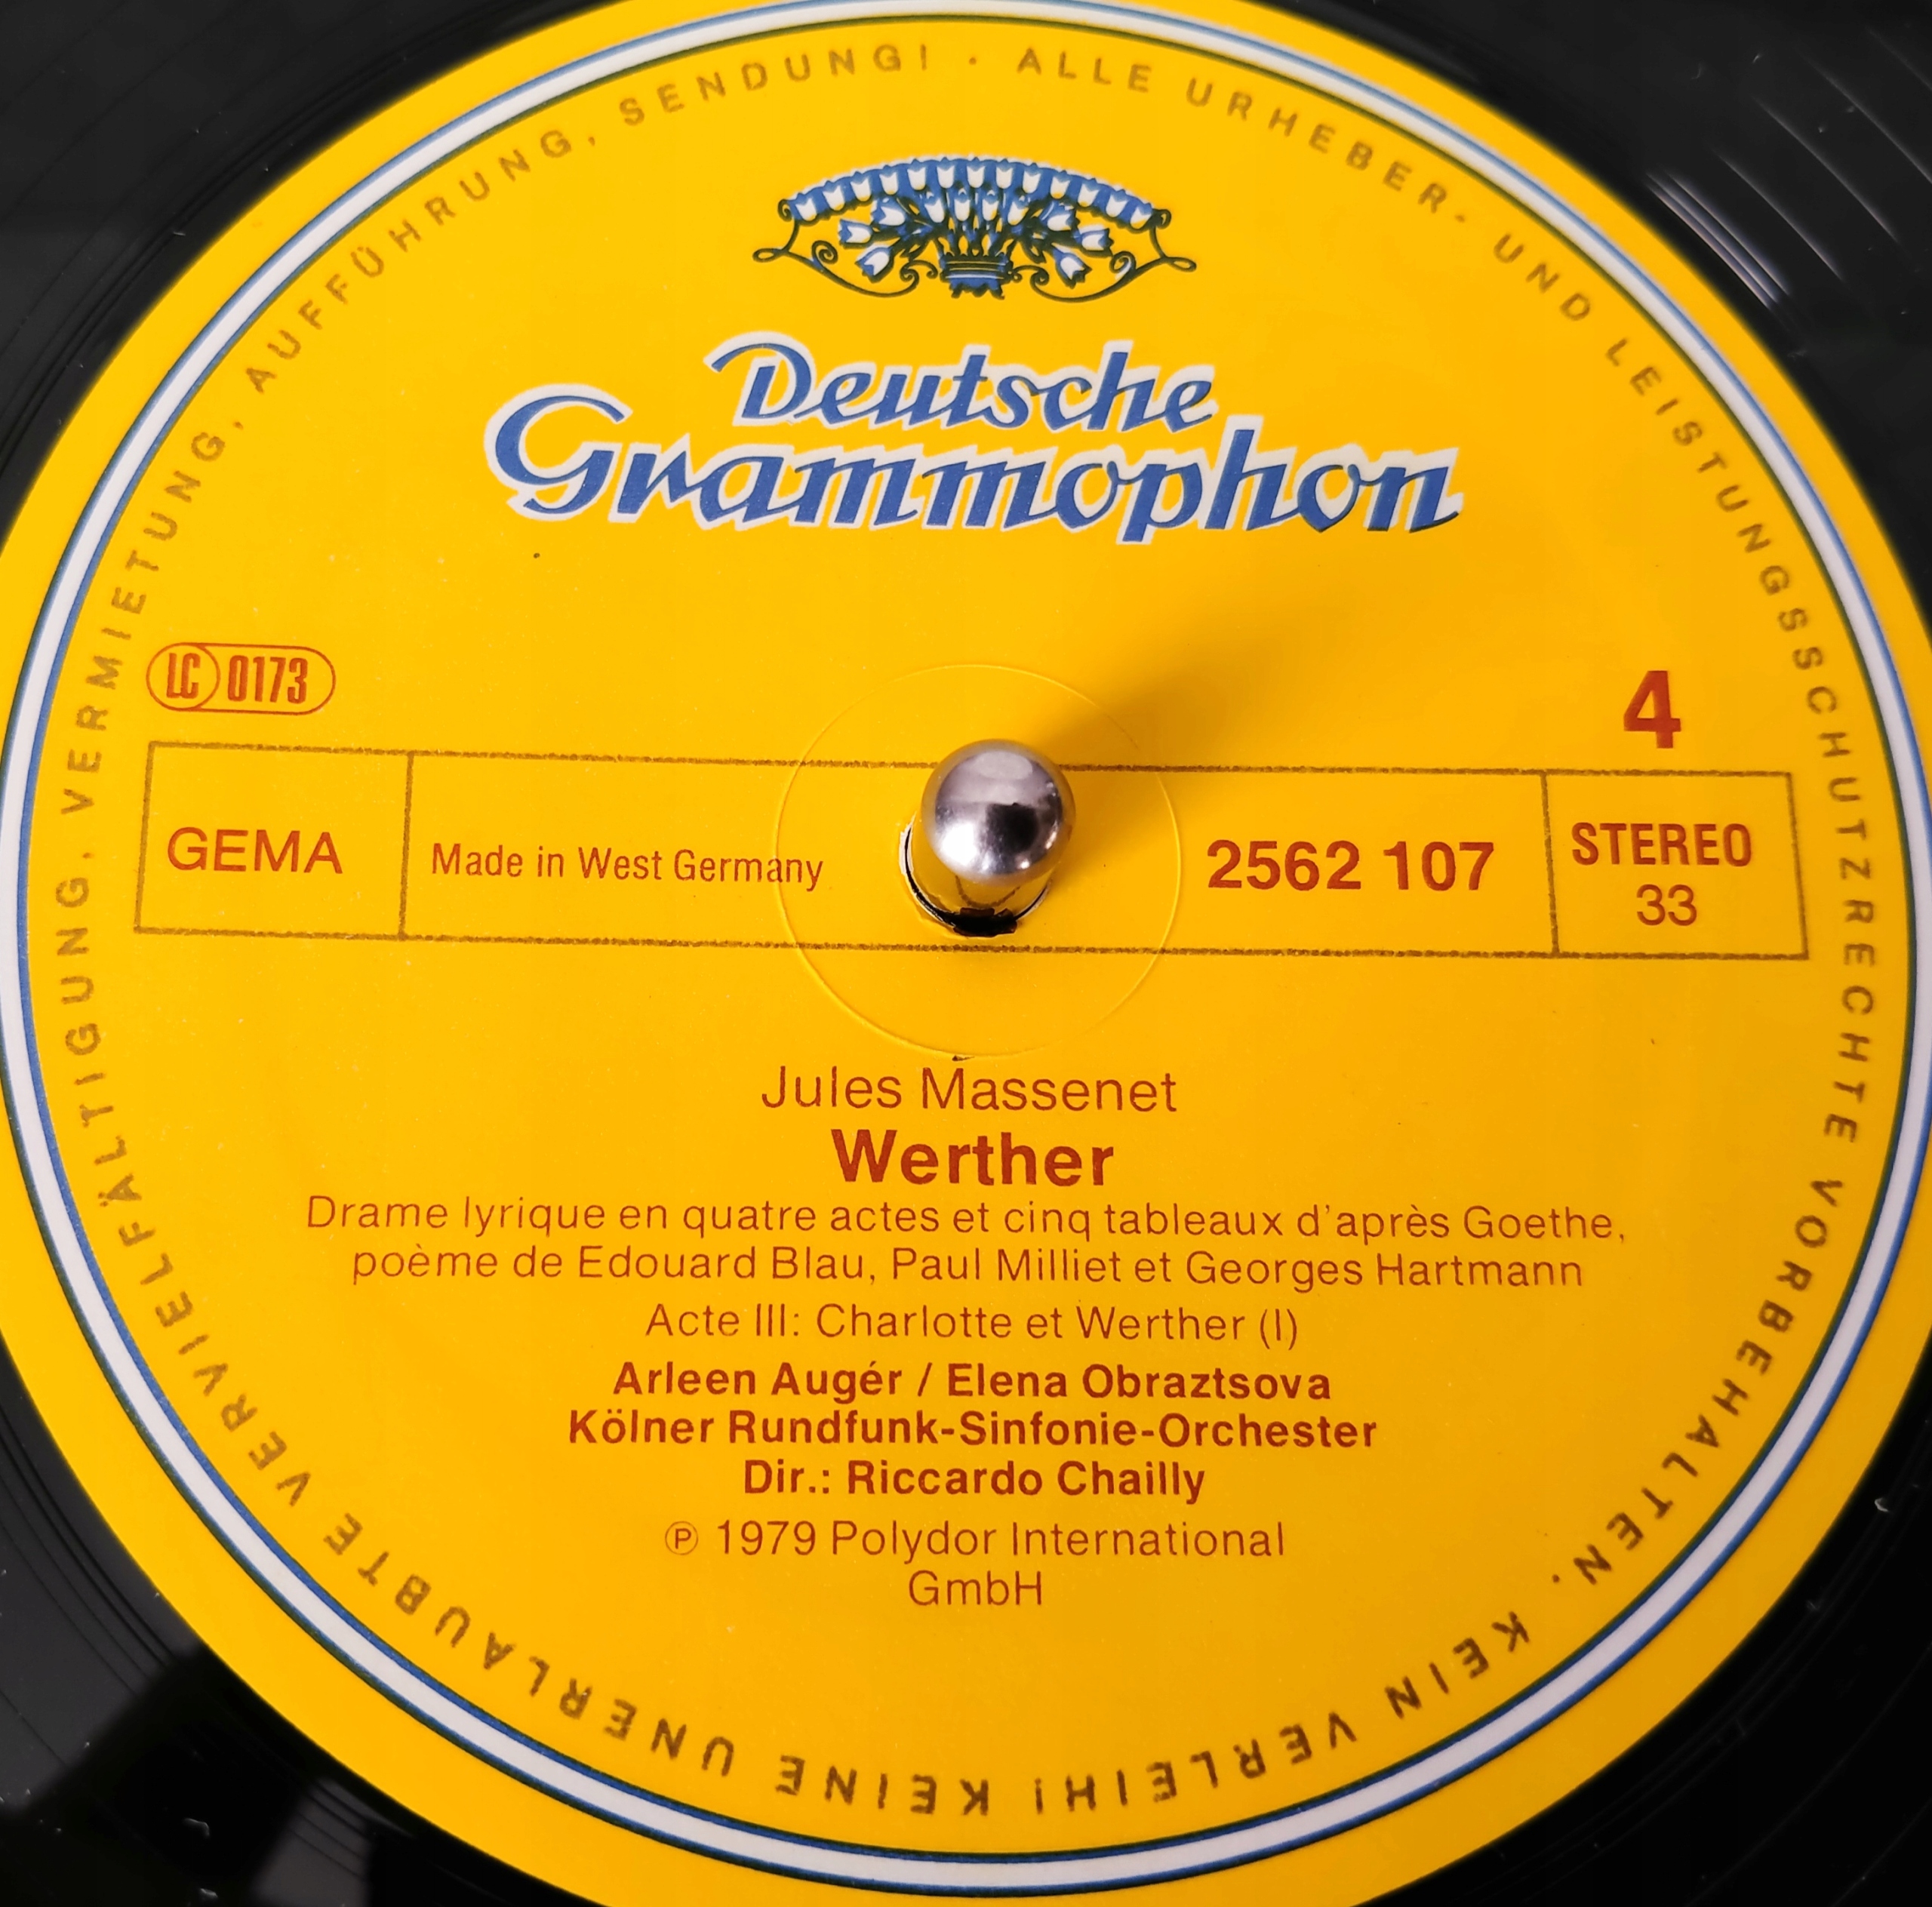 ALLE URHEBER- UND LEISTUNGSSCHUTZRECHTE VORBEHALTEN. KEIN VERLEIH! KEINE UNERLAUBTE VERVIELFÄLTIGUNG, VERMIETUNG, AUFFÜHRUNG, SENDUNG! ·
Deutsche
Grammophon
LC 0173
4
GEMA
Made in West Germany
2562 107
STEREO
33
Jules Massenet
Werther
Drame lyrique en quatre actes et cinq tableaux d'après Goethe,
poème de Edouard Blau, Paul Milliet et Georges Hartmann
Acte III: Charlotte et Werther (I)
Arleen Augér / Elena Obraztsova
Kölner Rundfunk-Sinfonie-Orchester
Dir.: Riccardo Chailly
℗ 1979 Polydor International
GmbH